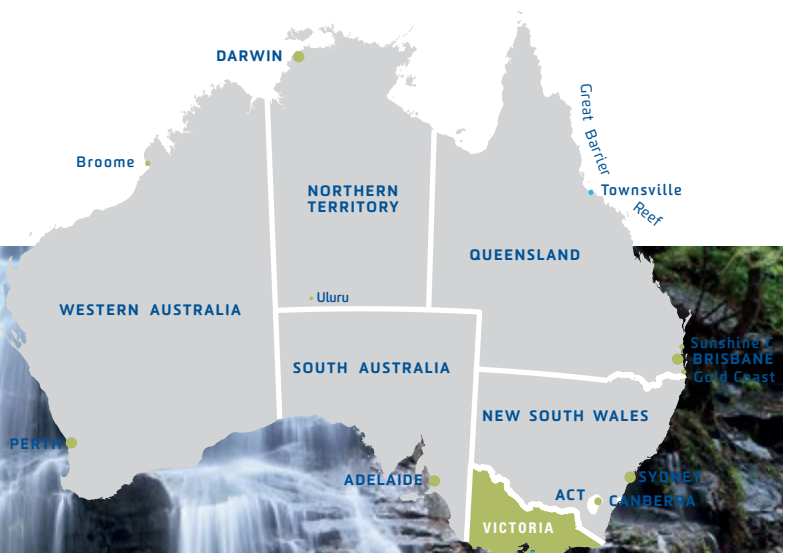 DARWIN
Great Barrier
Reef
Broome
NORTHERN
TERRITORY
Townsville
QUEENSLAND
Uluru
WESTERN AUSTRALIA
Sunshine C
BRISBANE
SOUTH AUSTRALIA
Gold Coast
NEW SOUTH WALES
PERTH
ADELAIDE
SYDNEY
ACT
CANBERRA
VICTORIA